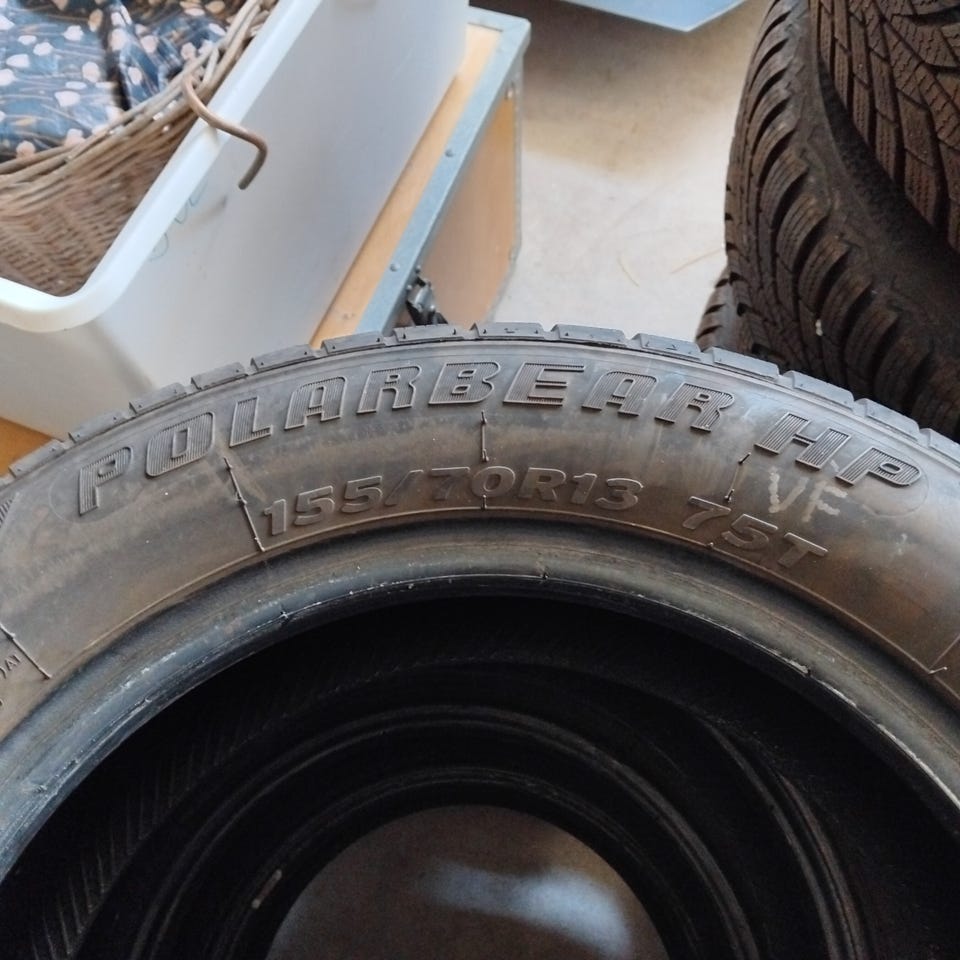 POLARBEAR HP
155/70R13 75T
VF